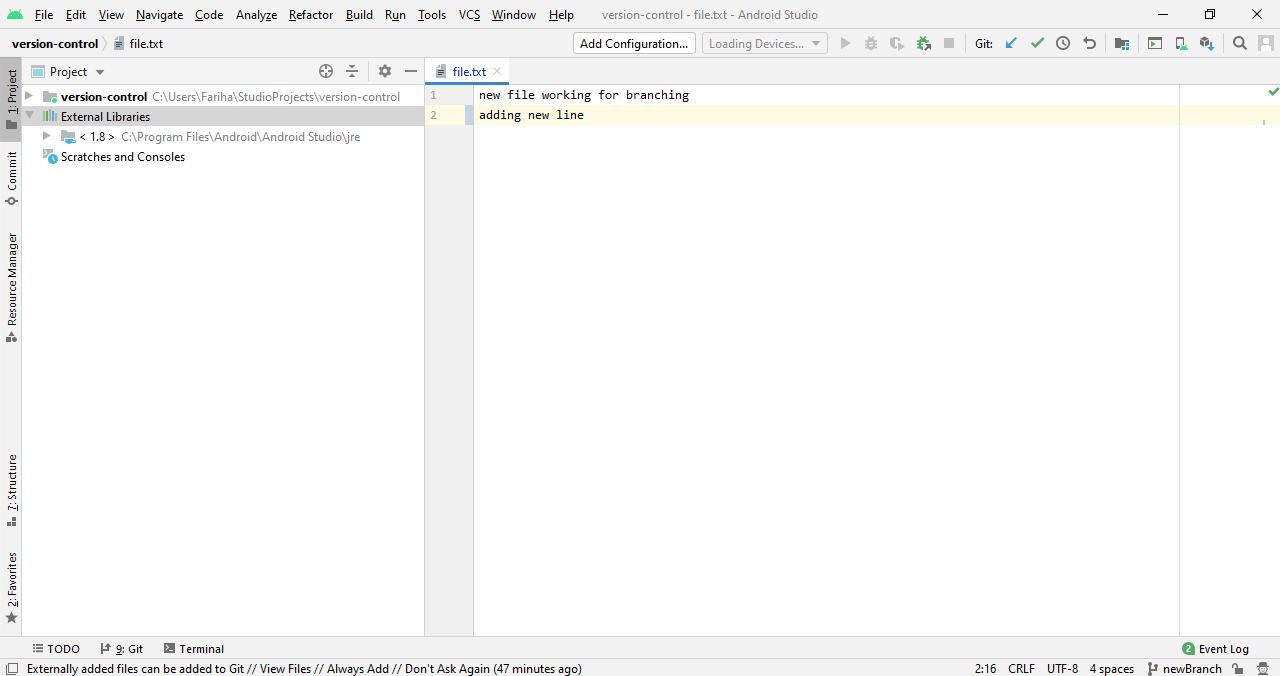 File Edit View Navigate Code Analyze Refactor Build Run Tools VCS Window Help version-control - file.txt - Android Studio
version-control file.txt Add Configuration... Loading Devices... Git:
1: Project
Commit
Resource Manager
7: Structure
2: Favorites
Project
version-control C:\Users\Fariha\StudioProjects\version-control
External Libraries
< 1.8 > C:\Program Files\Android\Android Studio\jre
Scratches and Consoles
file.txt
1 new file working for branching
2 adding new line
TODO 9: Git Terminal 2 Event Log
Externally added files can be added to Git // View Files // Always Add // Don't Ask Again (47 minutes ago) 2:16 CRLF UTF-8 4 spaces newBranch